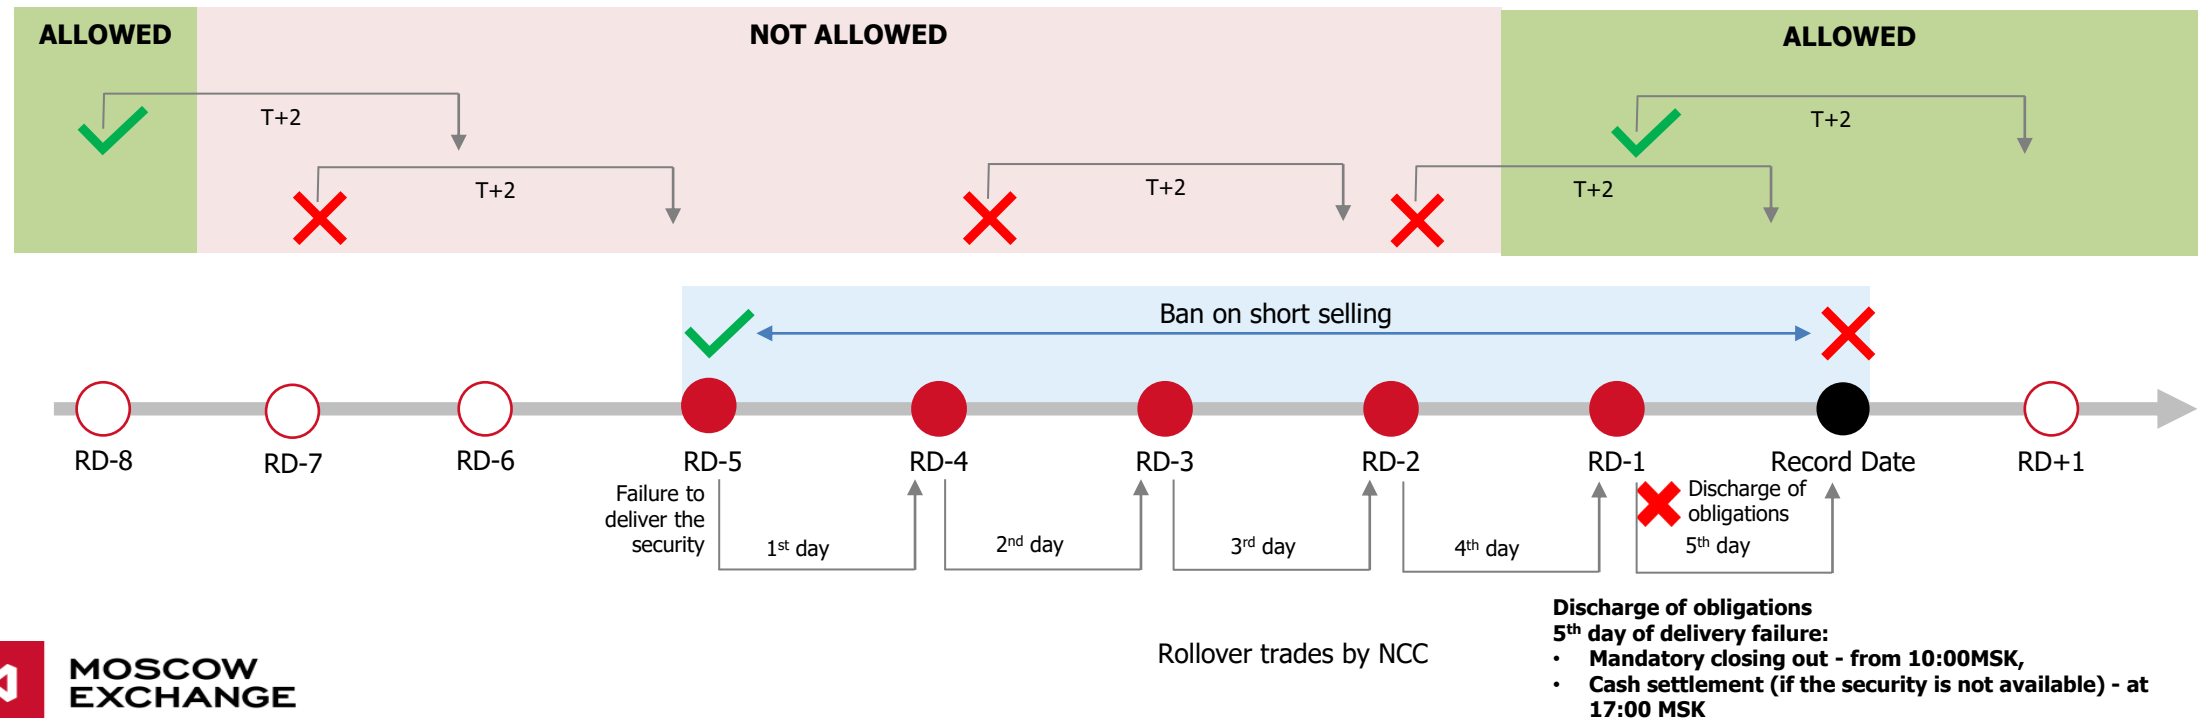 ALLOWED
NOT ALLOWED
ALLOWED
T+2
T+2
T+2
T+2
T+2
Ban on short selling
RD-8
RD-7
RD-6
RD-5
RD-4
RD-3
RD-2
RD-1
Record Date
RD+1
Failure to
deliver the
security
1st day
2nd day
3rd day
4th day
Discharge of
obligations
5th day
Rollover trades by NCC
Discharge of obligations
5th day of delivery failure:
• Mandatory closing out - from 10:00MSK,
• Cash settlement (if the security is not available) - at
17:00 MSK
MOSCOW
EXCHANGE